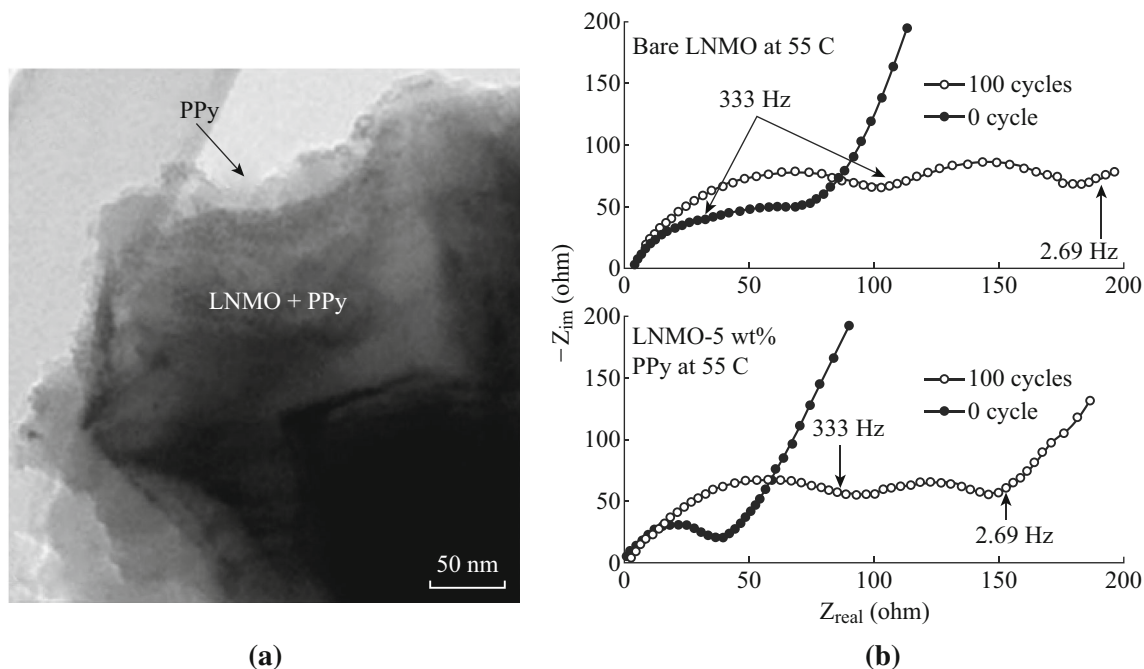 PPy
LNMO + PPy
50 nm
(a)
200
150
100
50
0
Bare LNMO at 55 C
333 Hz
100 cycles
0 cycle
2.69 Hz
0
50
100
150
200
−Z_im (ohm)
200
150
100
50
0
LNMO-5 wt%
PPy at 55 C
100 cycles
0 cycle
333 Hz
2.69 Hz
0
50
100
150
200
Z_real (ohm)
(b)